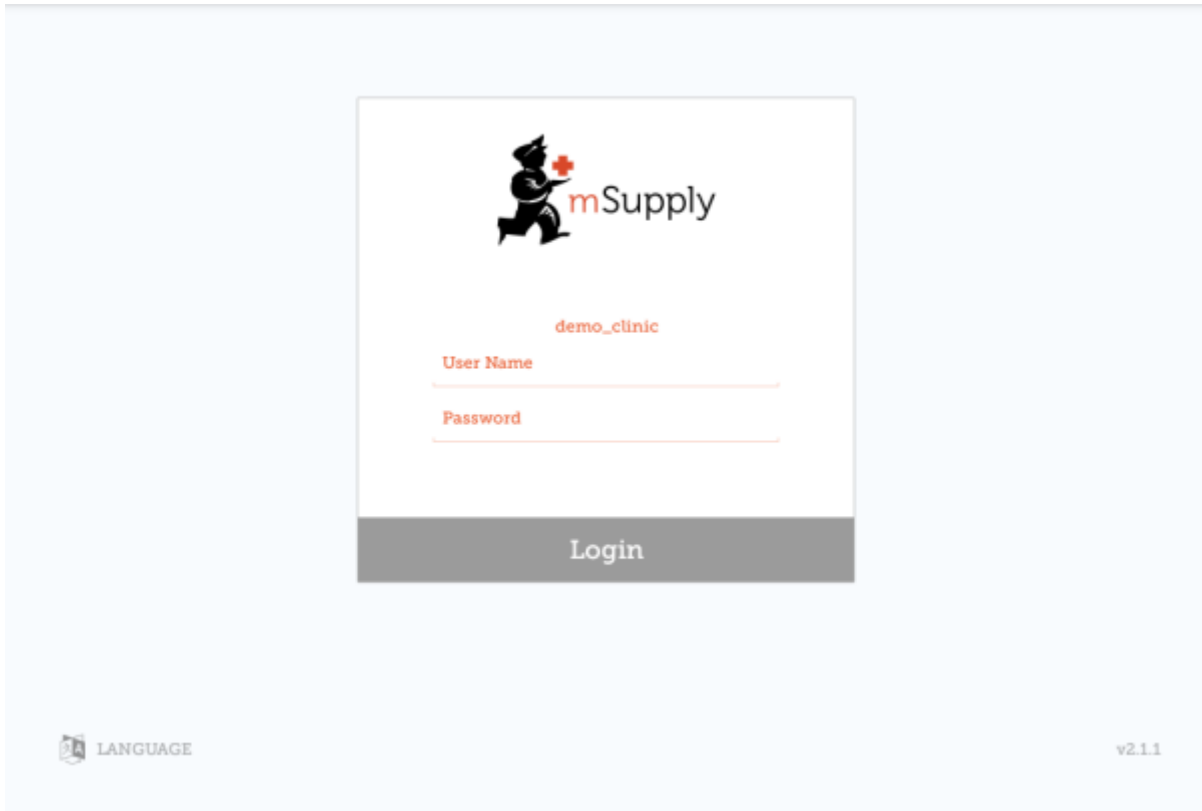 mSupply
demo_clinic
User Name
Password
Login
LANGUAGE
v2.1.1